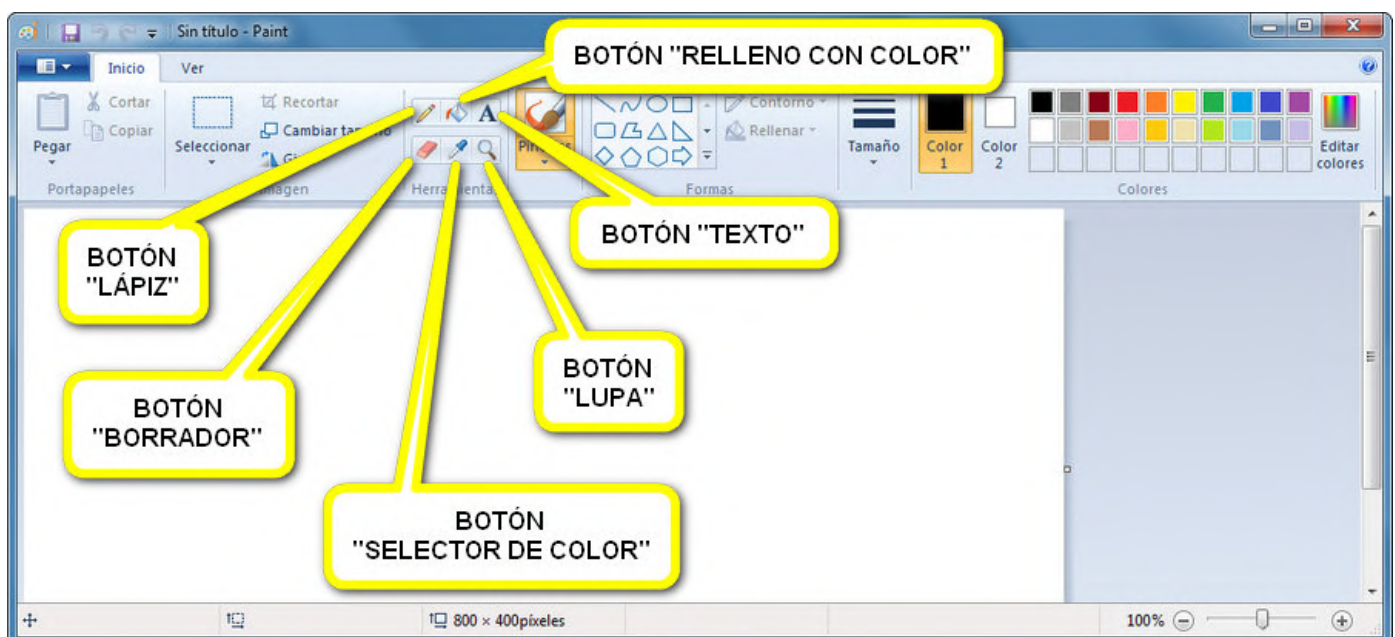 Sin título - Paint
BOTÓN "RELLENO CON COLOR"
Inicio
Ver
Cortar
Copiar
Pegar
Portapapeles
Seleccionar
Recortar
Cambiar
A
Contorno
Rellenar
Formas
Tamaño
Color
1
Color
2
Editar
colores
Colores
BOTÓN "TEXTO"
BOTÓN
"LÁPIZ"
BOTÓN
"LUPA"
BOTÓN
"BORRADOR"
BOTÓN
"SELECTOR DE COLOR"
800 × 400píxeles
100%